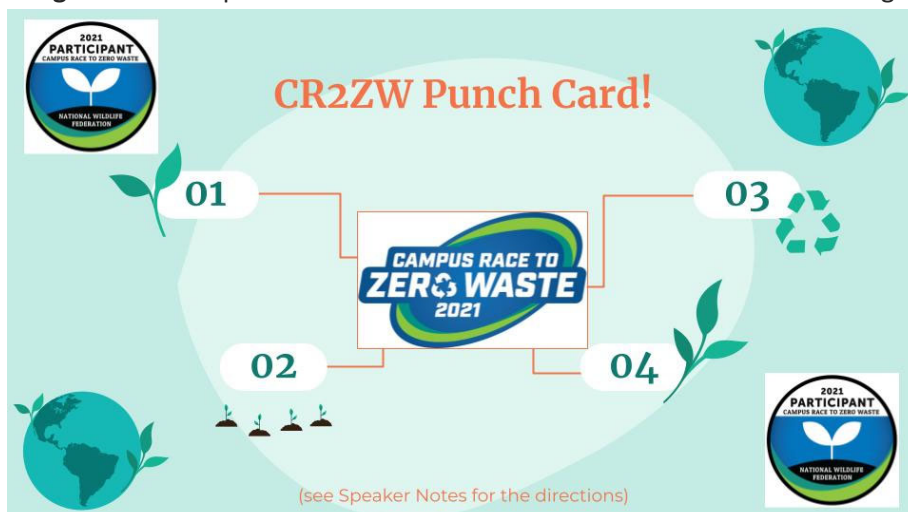 2021
PARTICIPANT
CAMPUS RACE TO ZERO WASTE
NATIONAL WILDLIFE
FEDERATION
CR2ZW Punch Card!
01
03
CAMPUS RACE TO
ZERO WASTE
2021
02
04
2021
PARTICIPANT
CAMPUS RACE TO ZERO WASTE
NATIONAL WILDLIFE
FEDERATION
(see Speaker Notes for the directions)